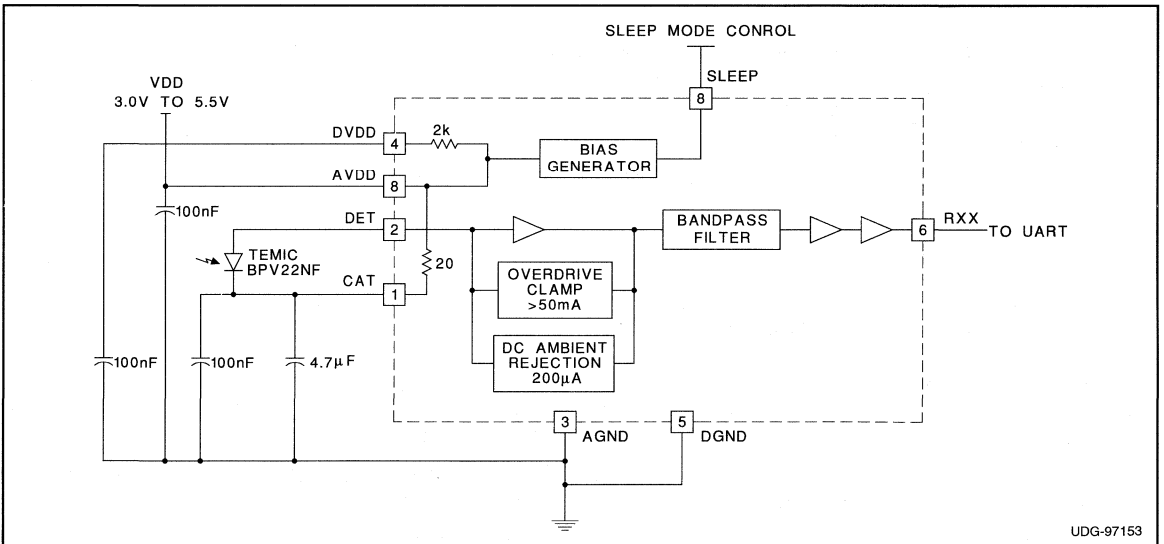 SLEEP MODE CONROL
SLEEP
8
VDD
3.0V TO 5.5V
DVDD
4
2k
BIAS
GENERATOR
AVDD
8
100nF
DET
2
BANDPASS
FILTER
6
RXX
TO UART
TEMIC
BPV22NF
20
OVERDRIVE
CLAMP
>50mA
CAT
1
100nF
100nF
4.7µF
DC AMBIENT
REJECTION
200µA
3
AGND
5
DGND
UDG-97153